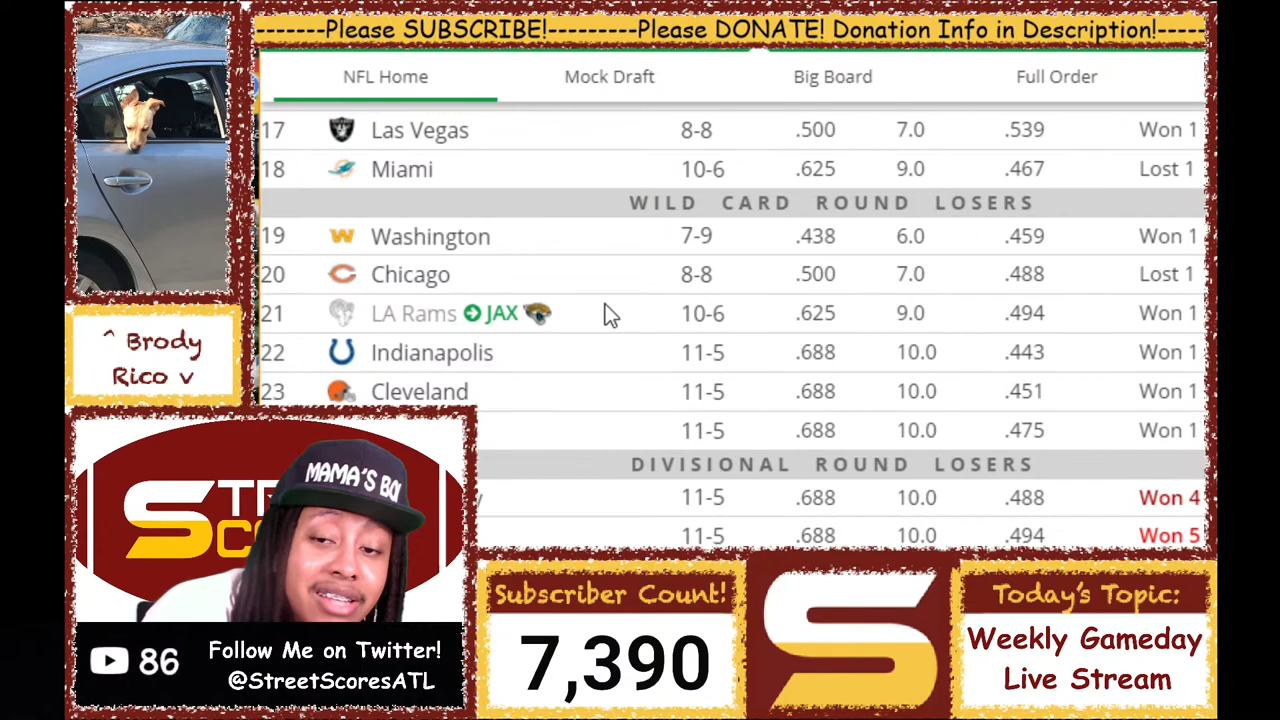 -------Please SUBSCRIBE!---------Please DONATE! Donation Info in Description!-----
NFL Home Mock Draft Big Board Full Order
17 Las Vegas 8-8 .500 7.0 .539 Won 1
18 Miami 10-6 .625 9.0 .467 Lost 1
WILD CARD ROUND LOSERS
19 Washington 7-9 .438 6.0 .459 Won 1
20 Chicago 8-8 .500 7.0 .488 Lost 1
21 LA Rams JAX 10-6 .625 9.0 .494 Won 1
22 Indianapolis 11-5 .688 10.0 .443 Won 1
23 Cleveland 11-5 .688 10.0 .451 Won 1
11-5 .688 10.0 .475 Won 1
DIVISIONAL ROUND LOSERS
11-5 .688 10.0 .488 Won 4
11-5 .688 10.0 .494 Won 5
^ Brody
Rico v
MAMA'S BOI
STR
SCO
86
Follow Me on Twitter!
@StreetScoresATL
Subscriber Count!
7,390
S
Today's Topic:
Weekly Gameday
Live Stream